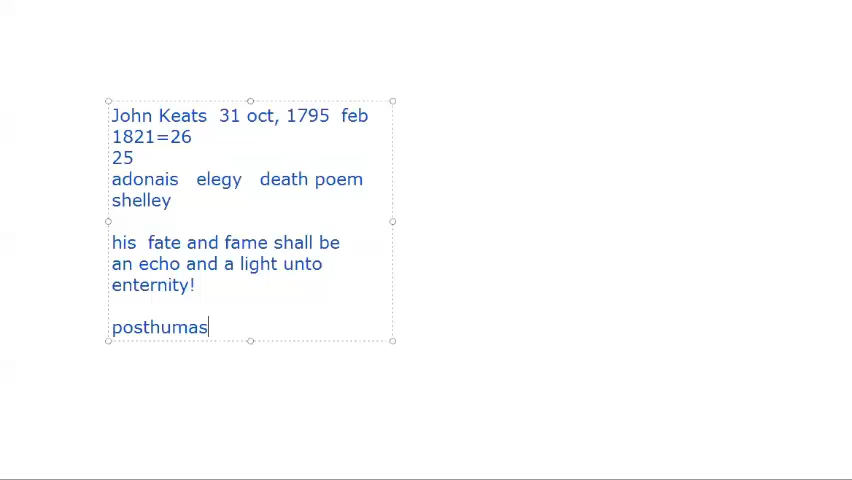 John Keats  31 oct, 1795  feb
1821=26
25
adonais   elegy   death poem
shelley
his  fate and fame shall be
an echo and a light unto
enternity!
posthumas